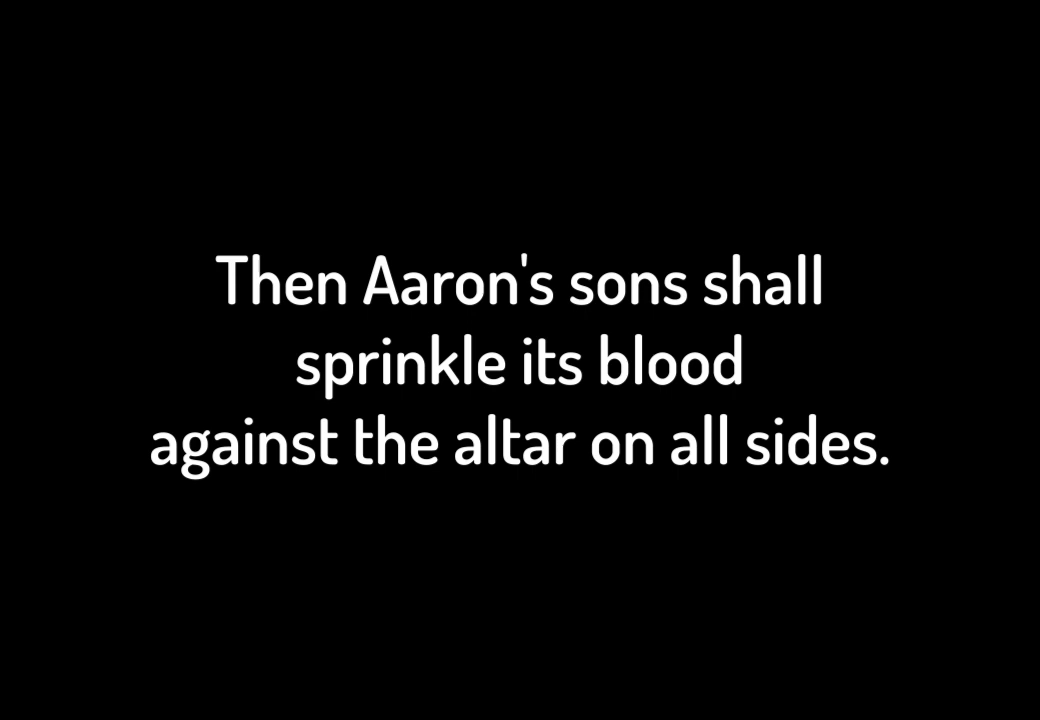 Then Aaron's sons shall
sprinkle its blood
against the altar on all sides.